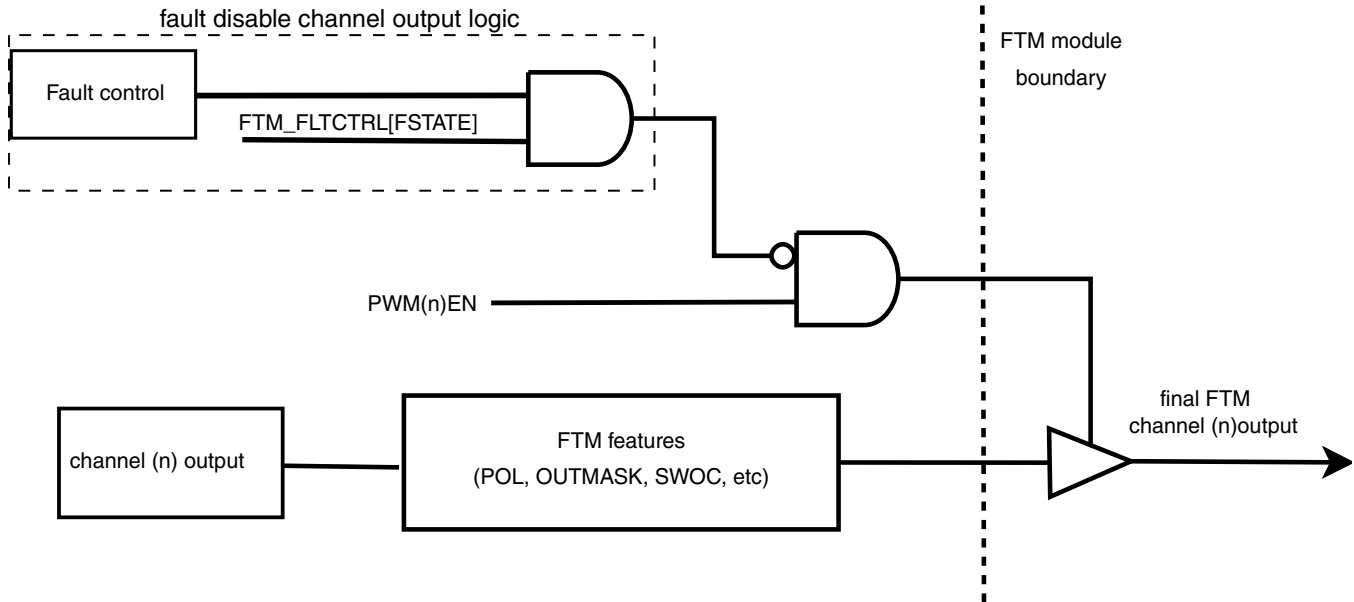 fault disable channel output logic
Fault control
FTM_FLTCTRL[FSTATE]
FTM module
boundary
PWM(n)EN
channel (n) output
FTM features
(POL, OUTMASK, SWOC, etc)
final FTM
channel (n)output